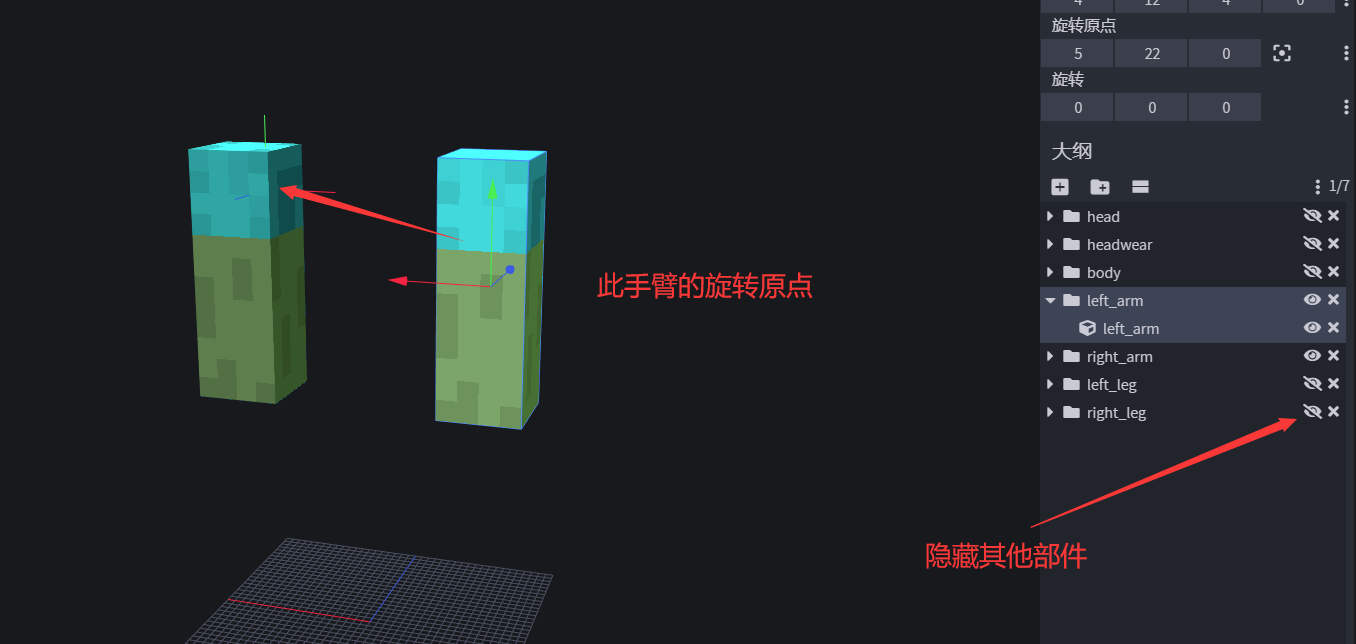 4 12 4 0
旋转原点
5 22 0
旋转
0 0 0
大纲
1/7
head
headwear
body
left_arm
left_arm
right_arm
left_leg
right_leg
此手臂的旋转原点
隐藏其他部件